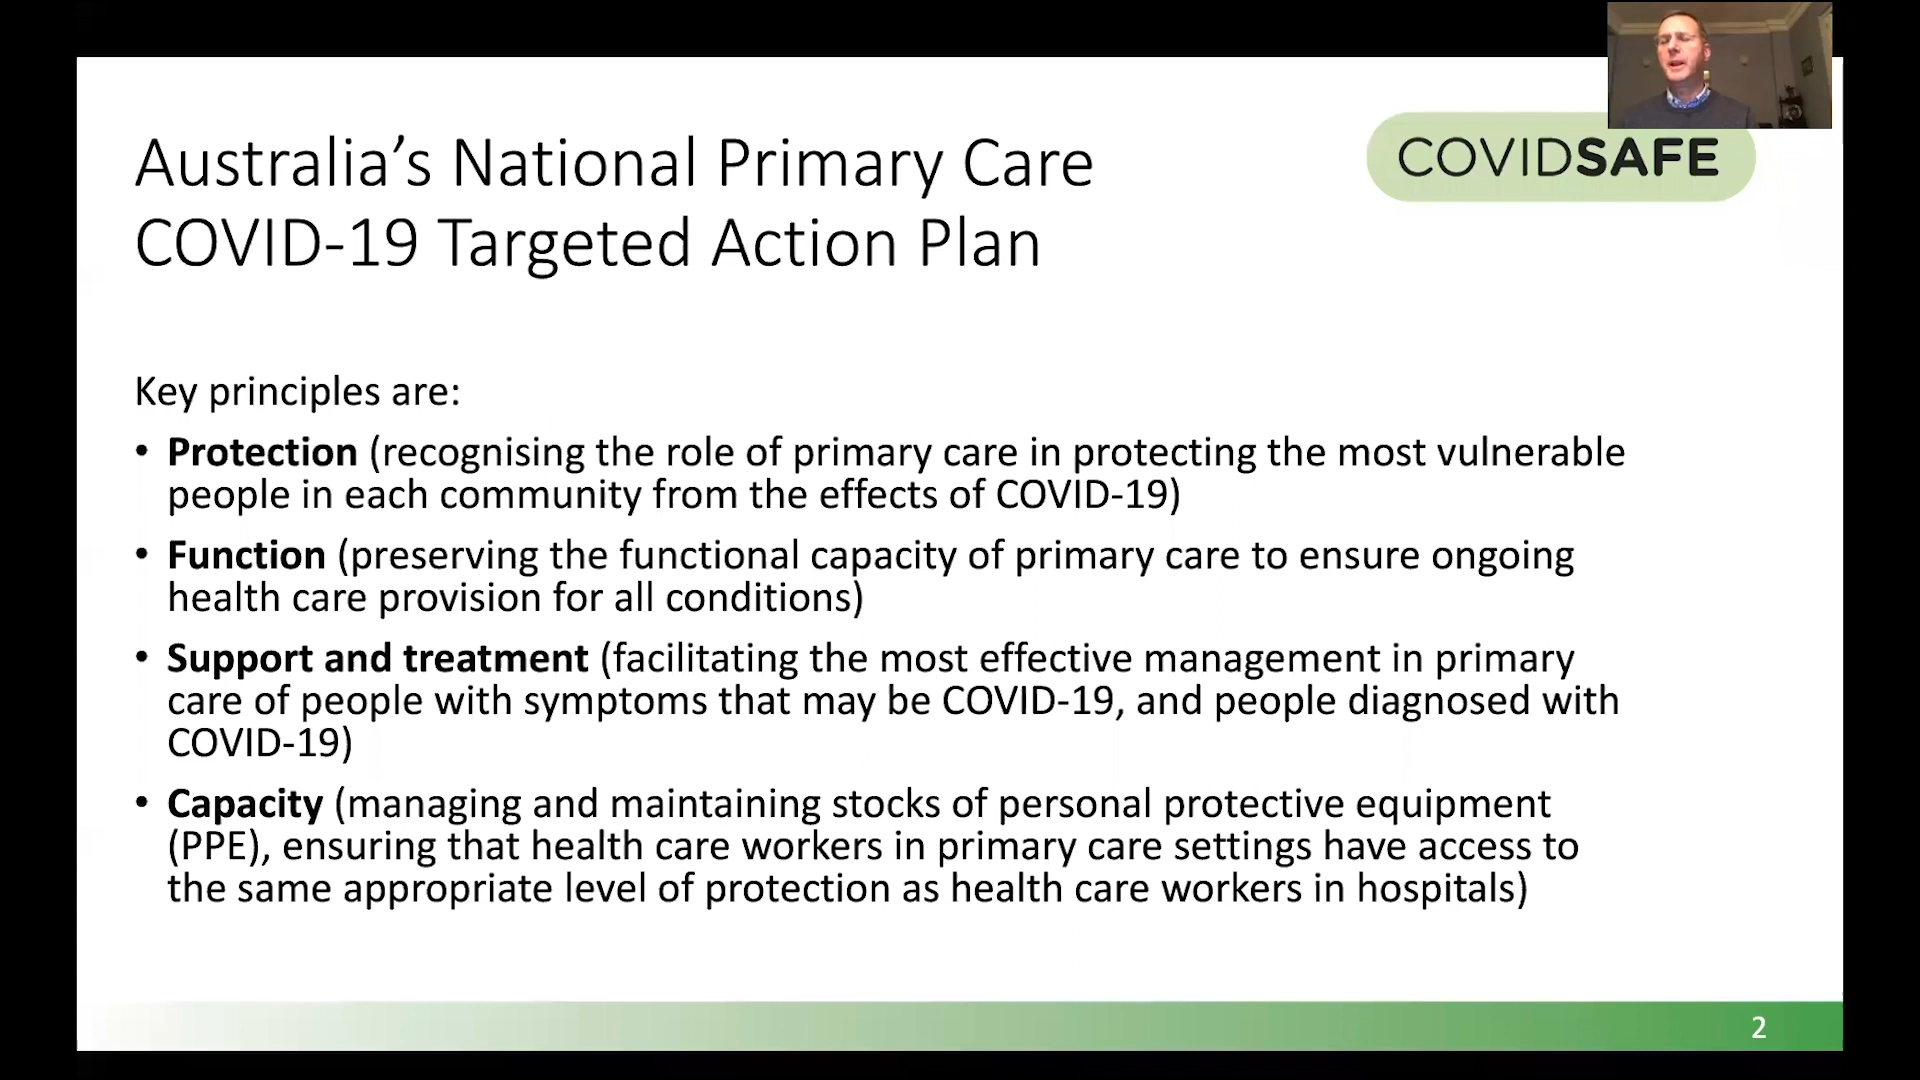 COVIDSAFE
Australia’s National Primary Care
COVID-19 Targeted Action Plan
Key principles are:
• Protection (recognising the role of primary care in protecting the most vulnerable
people in each community from the effects of COVID-19)
• Function (preserving the functional capacity of primary care to ensure ongoing
health care provision for all conditions)
• Support and treatment (facilitating the most effective management in primary
care of people with symptoms that may be COVID-19, and people diagnosed with
COVID-19)
• Capacity (managing and maintaining stocks of personal protective equipment
(PPE), ensuring that health care workers in primary care settings have access to
the same appropriate level of protection as health care workers in hospitals)
2